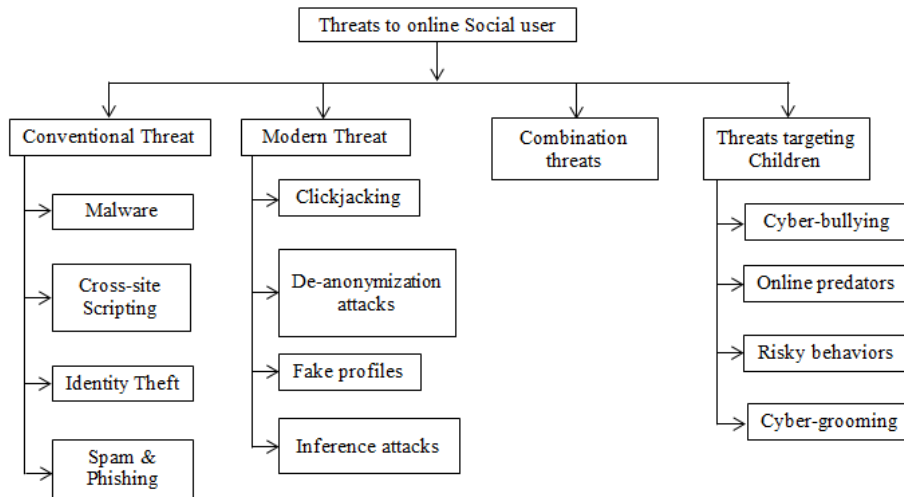 Threats to online Social user
Conventional Threat
Malware
Cross-site
Scripting
Identity Theft
Spam &
Phishing
Modern Threat
Clickjacking
De-anonymization
attacks
Fake profiles
Inference attacks
Combination
threats
Threats targeting
Children
Cyber-bullying
Online predators
Risky behaviors
Cyber-grooming